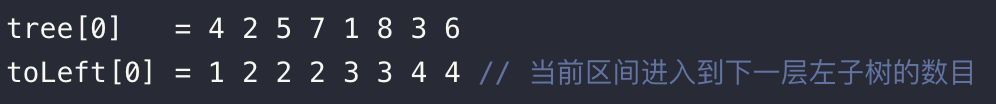 tree[0]   = 4 2 5 7 1 8 3 6
toLeft[0] = 1 2 2 2 3 3 4 4 // 当前区间进入到下一层左子树的数目